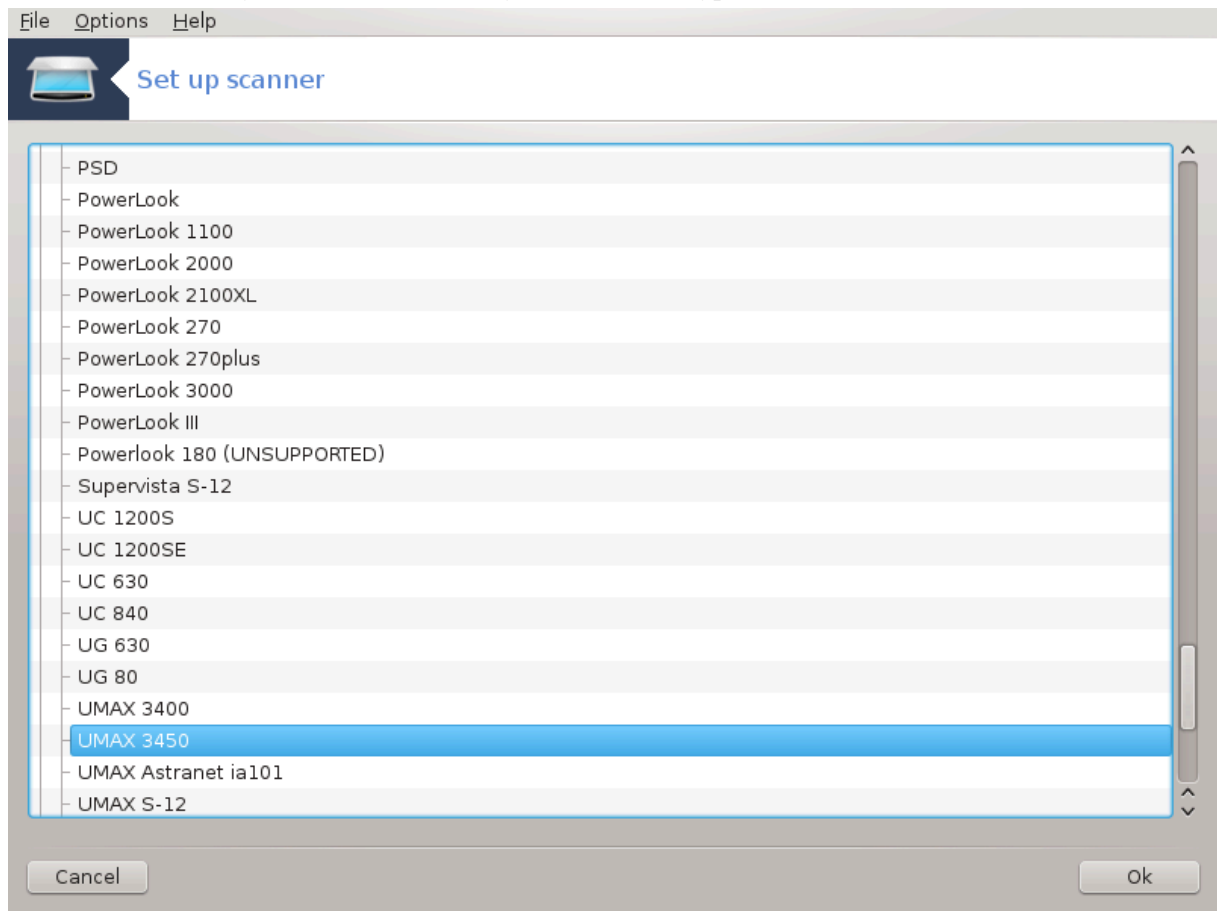 File Options Help
Set up scanner
PSD
PowerLook
PowerLook 1100
PowerLook 2000
PowerLook 2100XL
PowerLook 270
PowerLook 270plus
PowerLook 3000
PowerLook III
Powerlook 180 (UNSUPPORTED)
Supervista S-12
UC 1200S
UC 1200SE
UC 630
UC 840
UG 630
UG 80
UMAX 3400
UMAX 3450
UMAX Astranet ia101
UMAX S-12
Cancel Ok